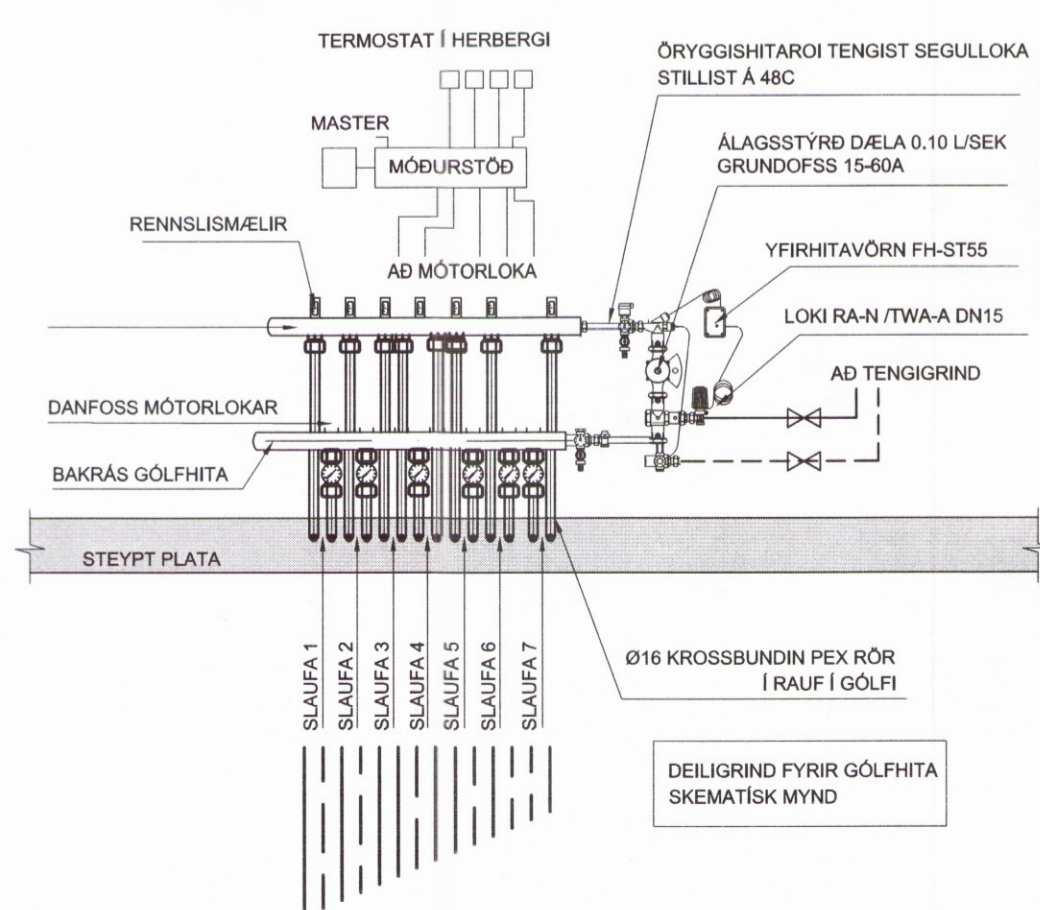 TERMOSTAT Í HERBERGI
ÖRYGGISHITAROI TENGIST SEGULLOKA
STILLIST Á 48C
MASTER
MÓÐURSTÖÐ
ÁLAGSSTÝRÐ DÆLA 0.10 L/SEK
GRUNDOFSS 15-60A
RENNSLISMÆLIR
AÐ MÓTORLOKA
YFIRHITAVÖRN FH-ST55
LOKI RA-N /TWA-A DN15
AÐ TENGIGRIND
DANFOSS MÓTORLOKAR
BAKRÁS GÓLFHITA
STEYPT PLATA
SLAUFA 1
SLAUFA 2
SLAUFA 3
SLAUFA 4
SLAUFA 5
SLAUFA 6
SLAUFA 7
Ø16 KROSSBUNDIN PEX RÖR
Í RAUF Í GÓLFI
DEILIGRIND FYRIR GÓLFHITA
SKEMATÍSK MYND